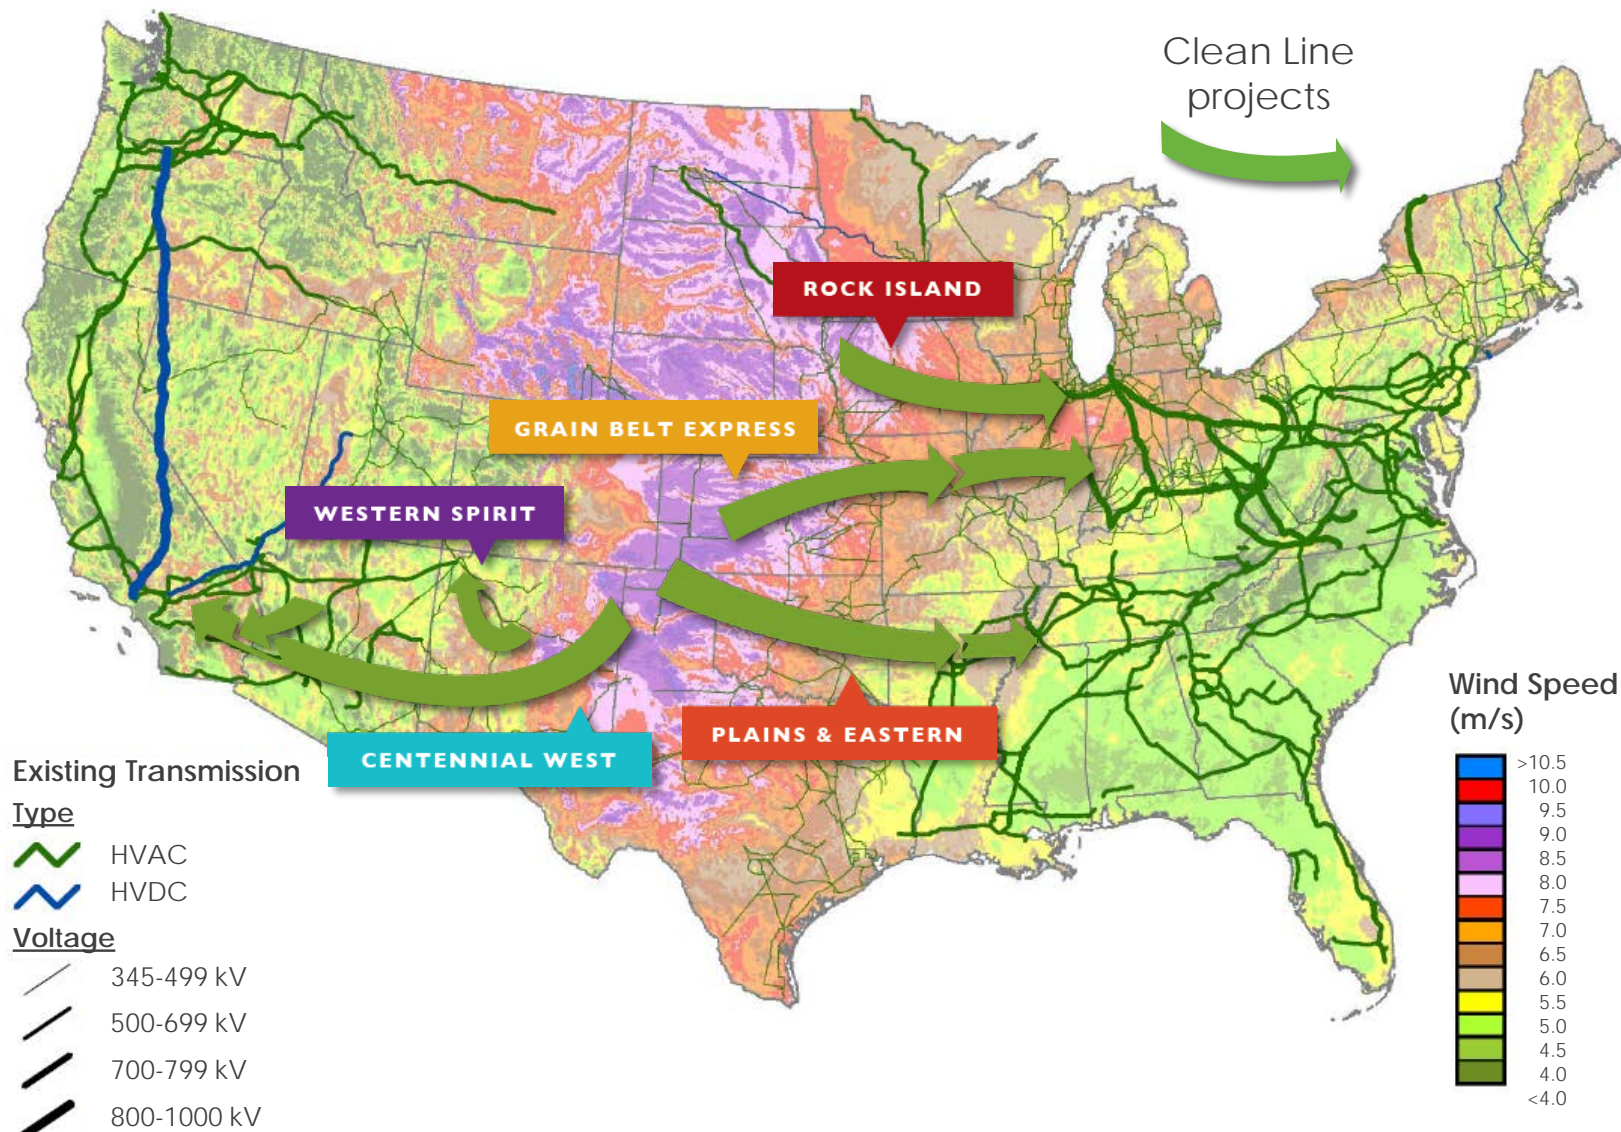 Clean Line
projects
ROCK ISLAND
GRAIN BELT EXPRESS
WESTERN SPIRIT
CENTENNIAL WEST
PLAINS & EASTERN
Existing Transmission
Type
HVAC
HVDC
Voltage
345-499 kV
500-699 kV
700-799 kV
800-1000 kV
Wind Speed
(m/s)
>10.5
10.0
9.5
9.0
8.5
8.0
7.5
7.0
6.5
6.0
5.5
5.0
4.5
4.0
<4.0